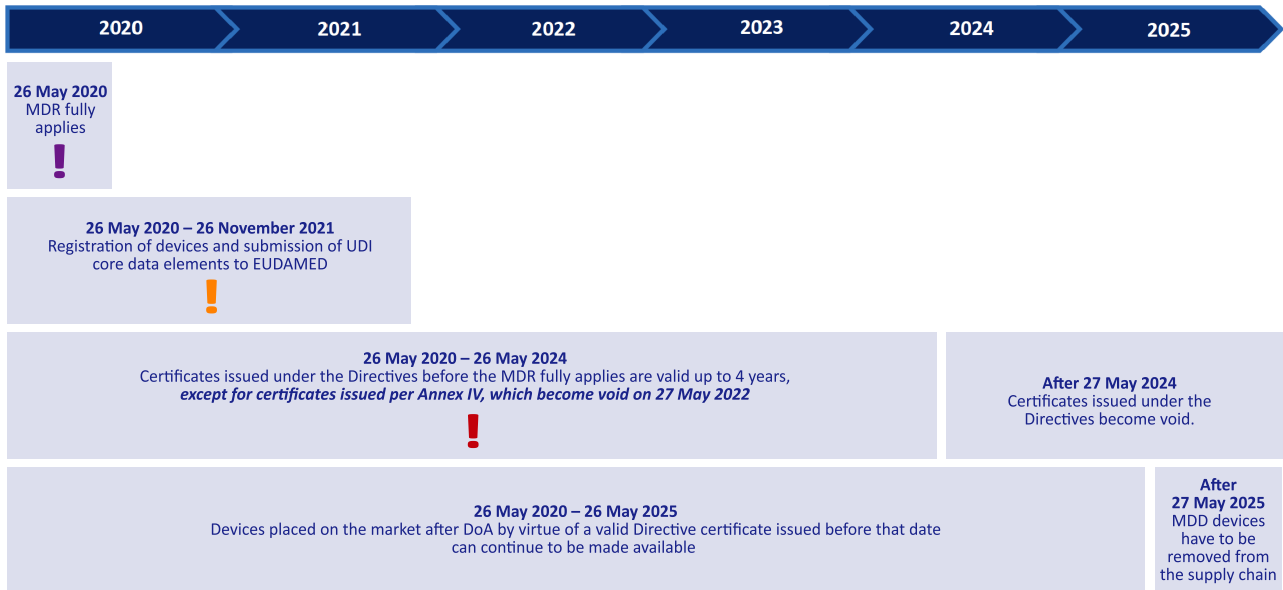 2020 2021 2022 2023 2024 2025
26 May 2020
MDR fully
applies
!
26 May 2020 – 26 November 2021
Registration of devices and submission of UDI
core data elements to EUDAMED
!
26 May 2020 – 26 May 2024
Certificates issued under the Directives before the MDR fully applies are valid up to 4 years,
except for certificates issued per Annex IV, which become void on 27 May 2022
!
After 27 May 2024
Certificates issued under the
Directives become void.
26 May 2020 – 26 May 2025
Devices placed on the market after DoA by virtue of a valid Directive certificate issued before that date
can continue to be made available
After
27 May 2025
MDD devices
have to be
removed from
the supply chain